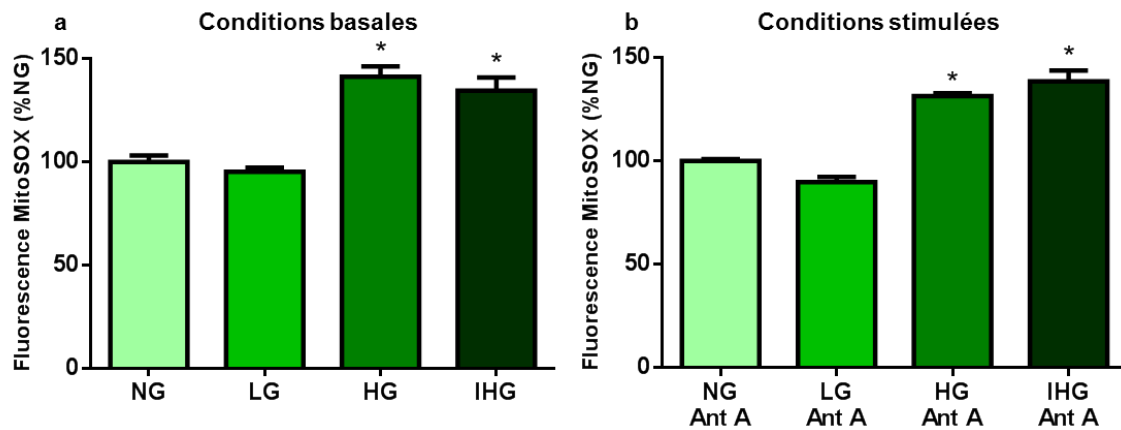 a
Conditions basales
Fluorescence MitoSOX (%NG)
150
100
50
0
*
*
NG
LG
HG
IHG
b
Conditions stimulées
Fluorescence MitoSOX (%NG)
150
100
50
0
*
*
NG
Ant A
LG
Ant A
HG
Ant A
IHG
Ant A